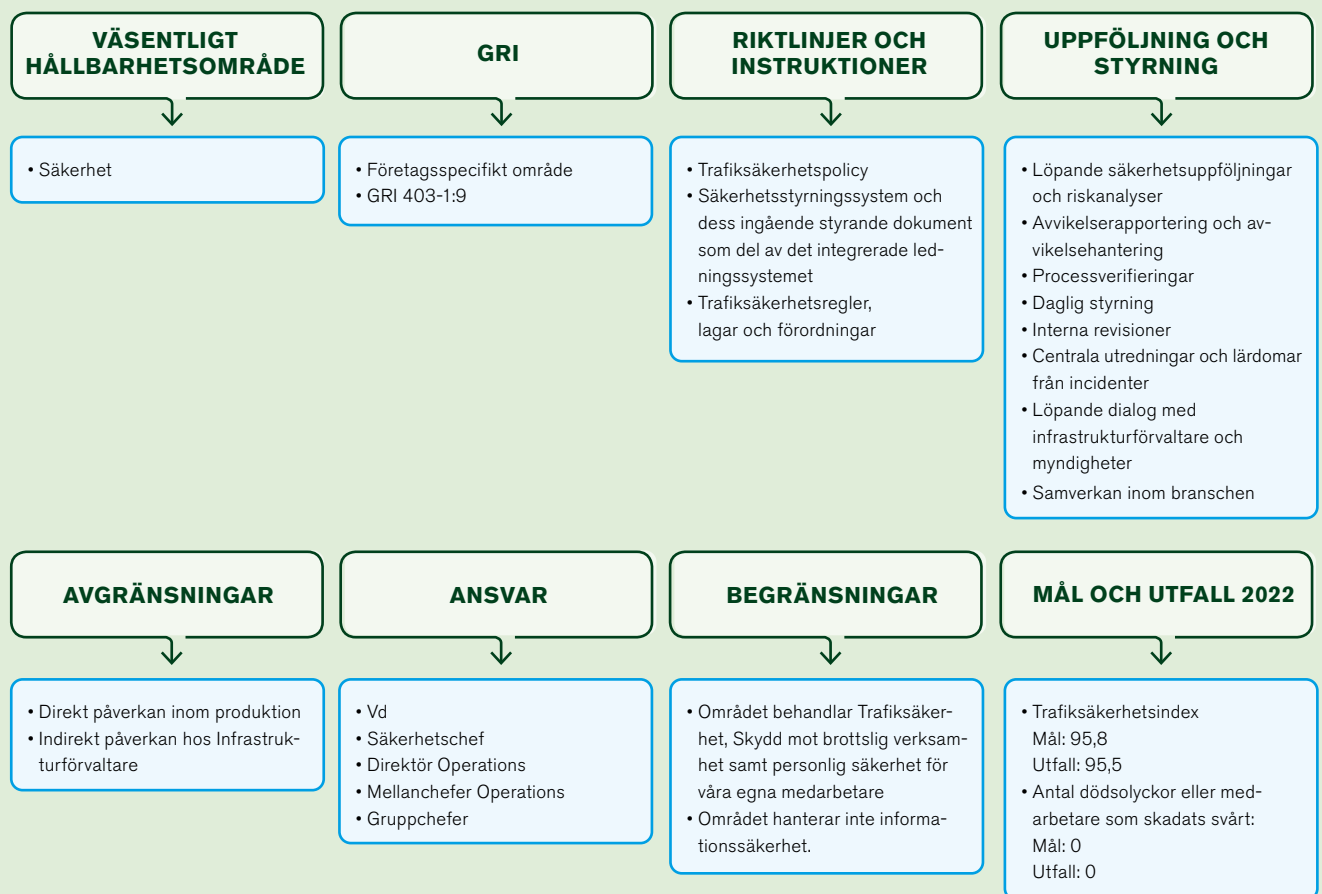 VÄSENTLIGT
HÅLLBARHETSOMRÅDE
• Säkerhet
GRI
• Företagsspecifikt område
• GRI 403-1:9
RIKTLINJER OCH
INSTRUKTIONER
• Trafiksäkerhetspolicy
• Säkerhetsstyrningssystem och
dess ingående styrande dokument
som del av det integrerade led-
ningssystemet
• Trafiksäkerhetsregler,
lagar och förordningar
UPPFÖLJNING OCH
STYRNING
• Löpande säkerhetsuppföljningar
och riskanalyser
• Avvikelserapportering och av-
vikelsehantering
• Processverifieringar
• Daglig styrning
• Interna revisioner
• Centrala utredningar och lärdomar
från incidenter
• Löpande dialog med
infrastrukturförvaltare och
myndigheter
• Samverkan inom branschen
AVGRÄNSNINGAR
• Direkt påverkan inom produktion
• Indirekt påverkan hos Infrastruk-
turförvaltare
ANSVAR
• Vd
• Säkerhetschef
• Direktör Operations
• Mellanchefer Operations
• Gruppchefer
BEGRÄNSNINGAR
• Området behandlar Trafiksäker-
het, Skydd mot brottslig verksam-
het samt personlig säkerhet för
våra egna medarbetare
• Området hanterar inte informa-
tionssäkerhet.
MÅL OCH UTFALL 2022
• Trafiksäkerhetsindex
Mål: 95,8
Utfall: 95,5
• Antal dödsolyckor eller med-
arbetare som skadats svårt:
Mål: 0
Utfall: 0